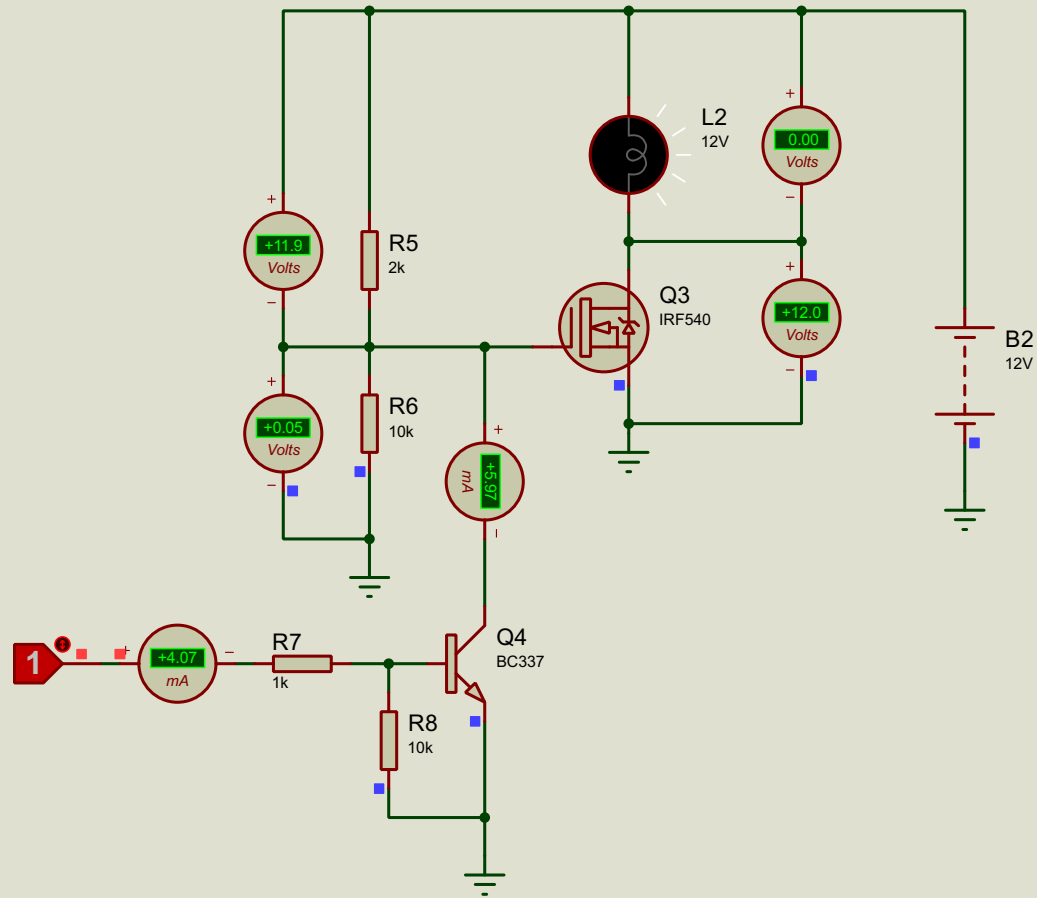 L2
12V
+
0.00
Volts
−
+
+11.9
Volts
−
R5
2k
+
+12.0
Volts
−
Q3
IRF540
B2
12V
+
+0.05
Volts
−
R6
10k
+
+5.97
mA
−
1
+
+4.07
mA
−
R7
1k
Q4
BC337
R8
10k